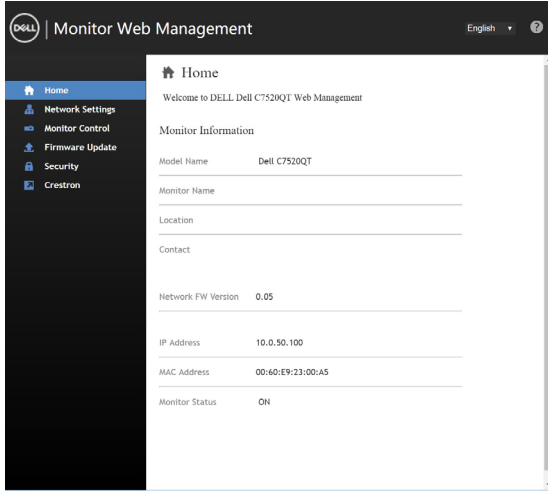 DELL | Monitor Web Management
English
?
Home
Network Settings
Monitor Control
Firmware Update
Security
Crestron
Home
Welcome to DELL Dell C7520QT Web Management
Monitor Information
Model Name Dell C7520QT
Monitor Name
Location
Contact
Network FW Version 0.05
IP Address 10.0.50.100
MAC Address 00:60:E9:23:00:A5
Monitor Status ON